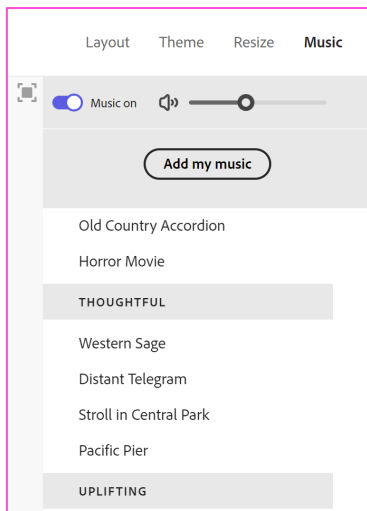 Layout Theme Resize Music
Music on
Add my music
Old Country Accordion
Horror Movie
THOUGHTFUL
Western Sage
Distant Telegram
Stroll in Central Park
Pacific Pier
UPLIFTING